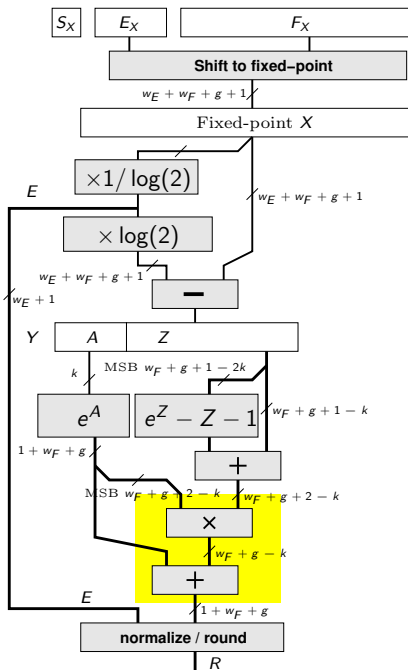 S_X E_X F_X
Shift to fixed–point
w_E + w_F + g + 1
Fixed-point X
×1/ log(2)
E
w_E + w_F + g + 1
× log(2)
w_E + w_F + g + 1
w_E + 1
−
Y A Z
MSB w_F + g + 1 − 2k
k
e^A e^Z − Z − 1
w_F + g + 1 − k
1 + w_F + g
+
MSB w_F + g + 2 − k
w_F + g + 2 − k
×
w_F + g − k
+
E
1 + w_F + g
normalize / round
R